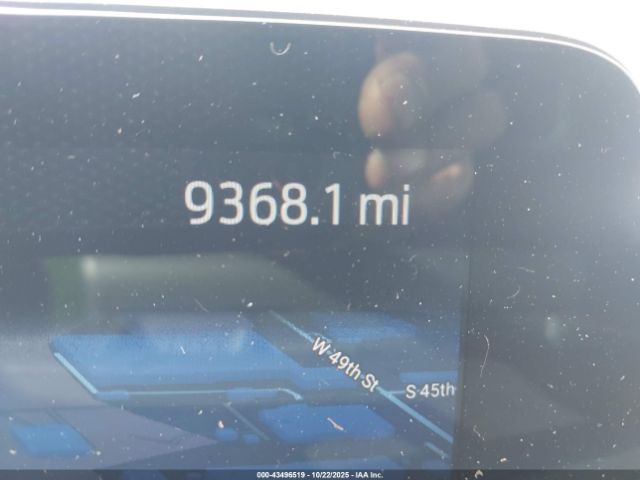 9368.1 mi
W 49th St
S 45th
000-43496519 - 10/22/2025 - IAA Inc.